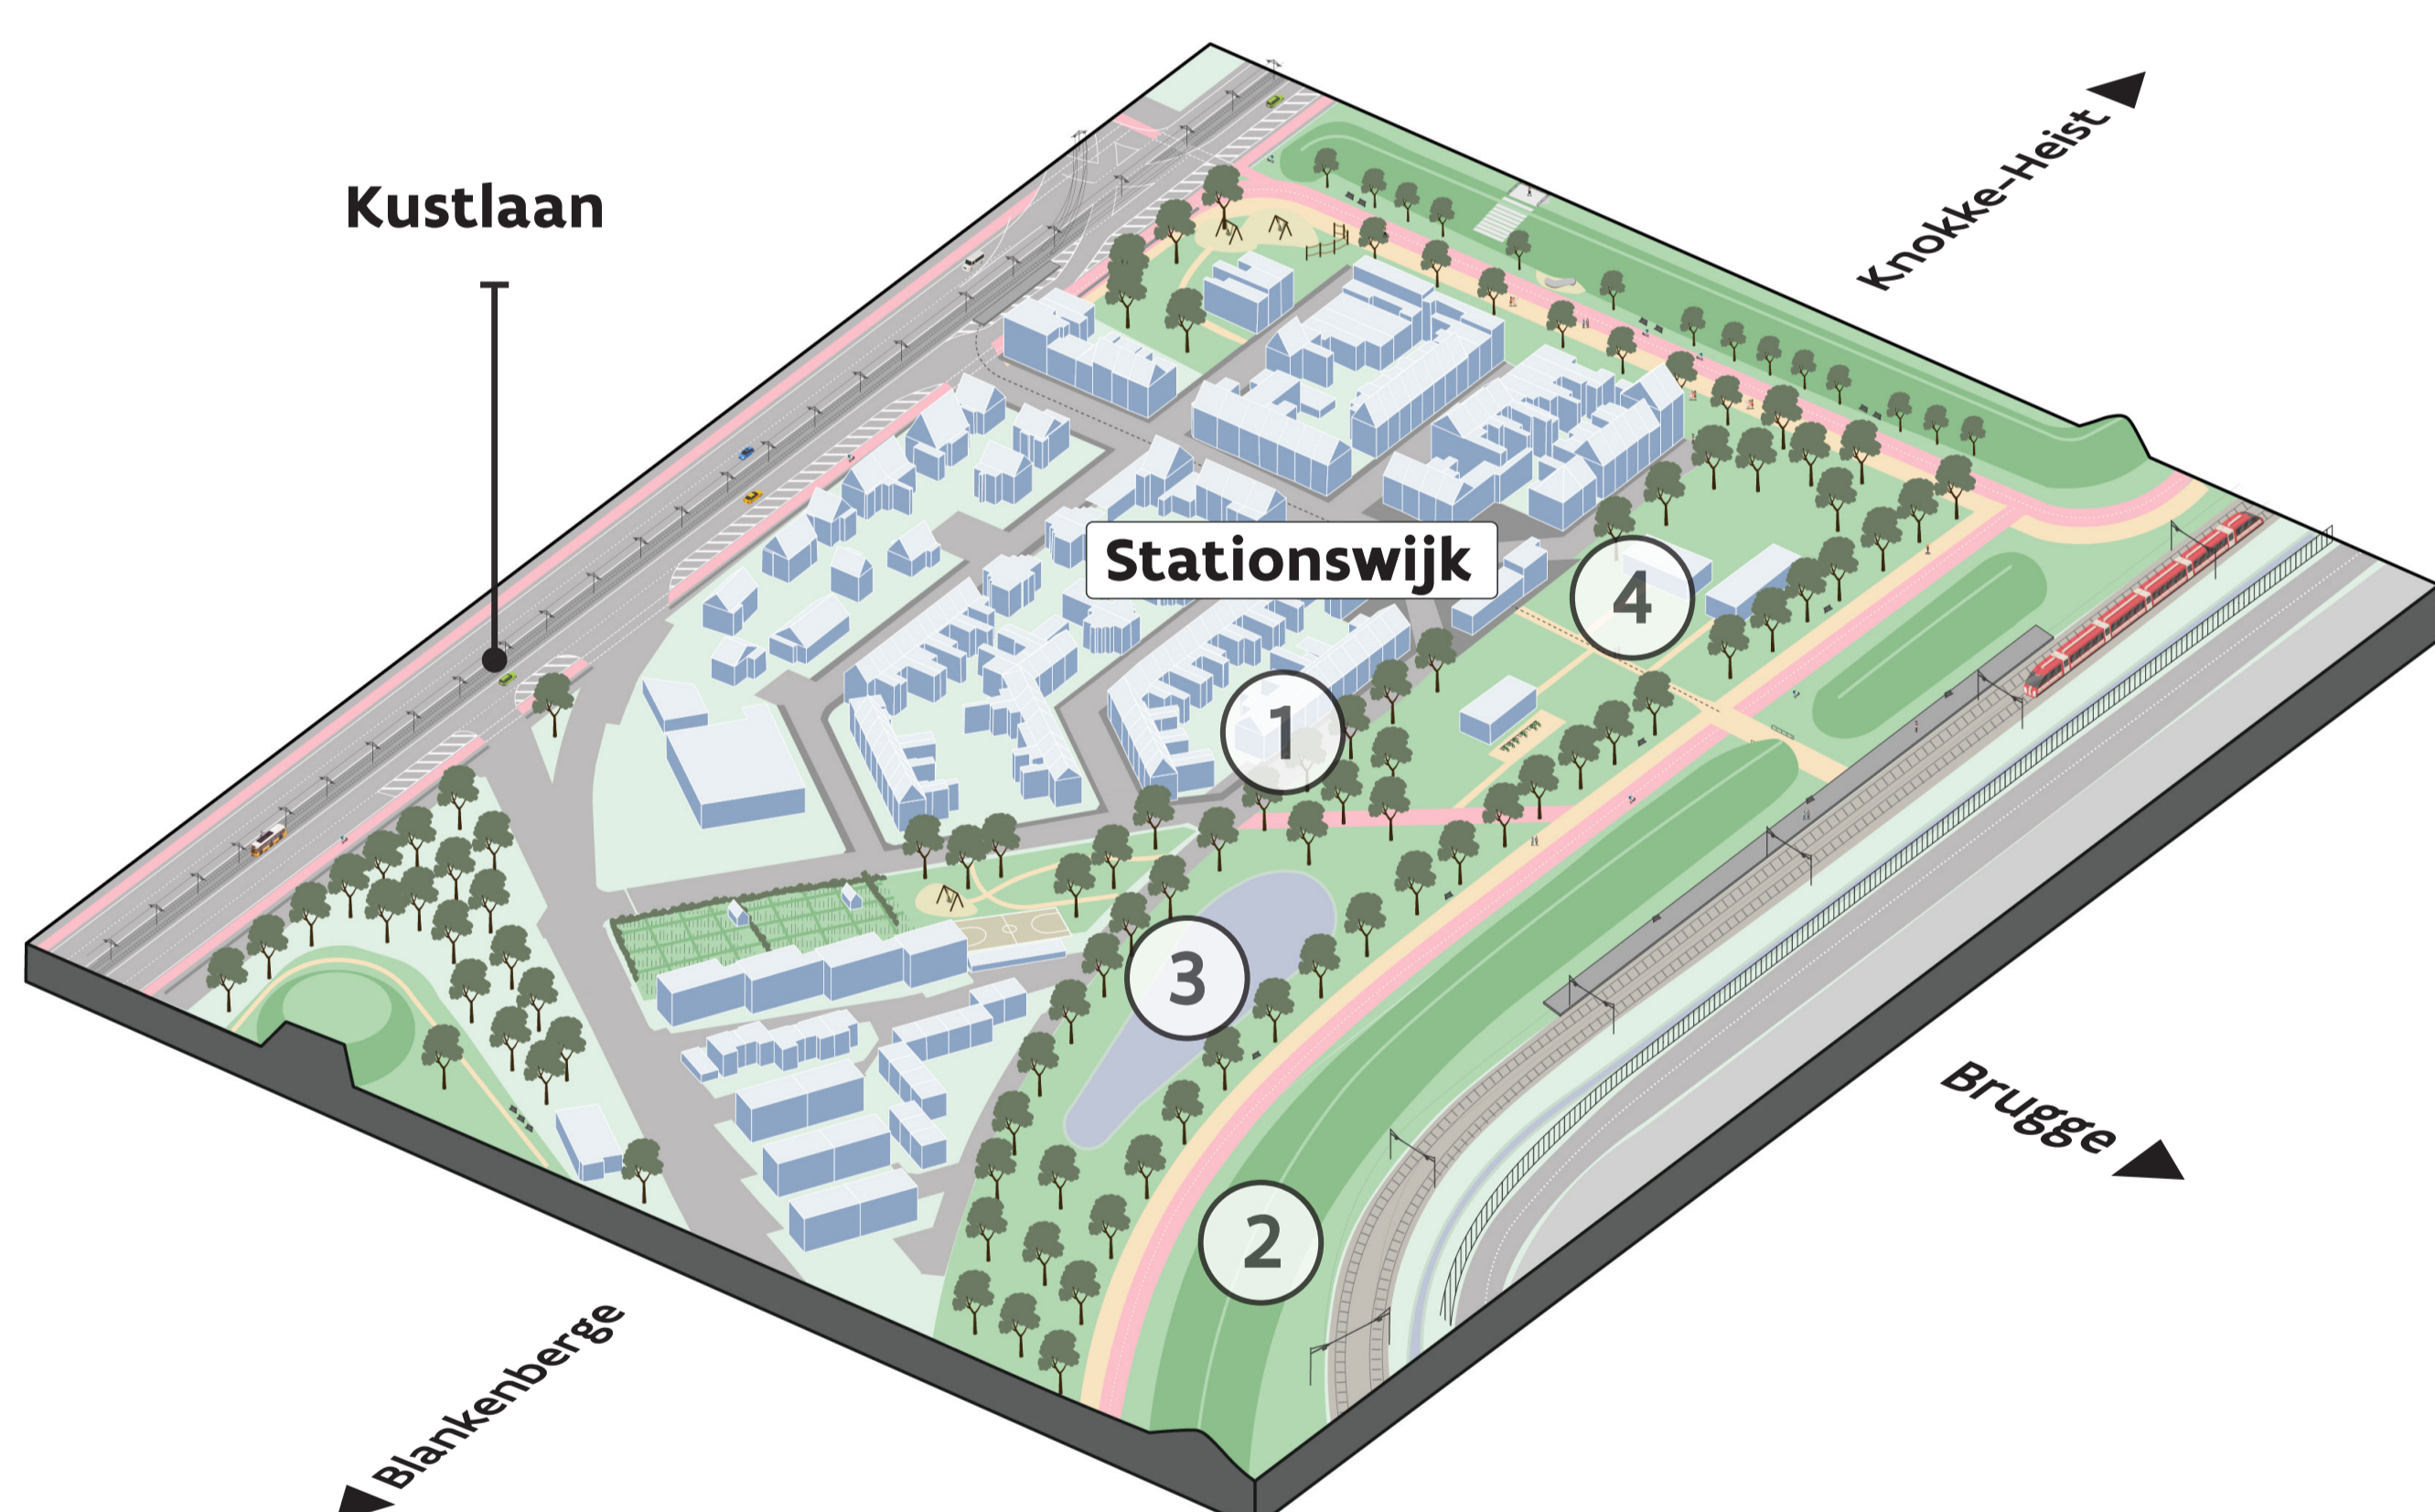 Knokke-Heist
Kustlaan
Stationswijk
4
1
3
Brugge
2
Blankenberge